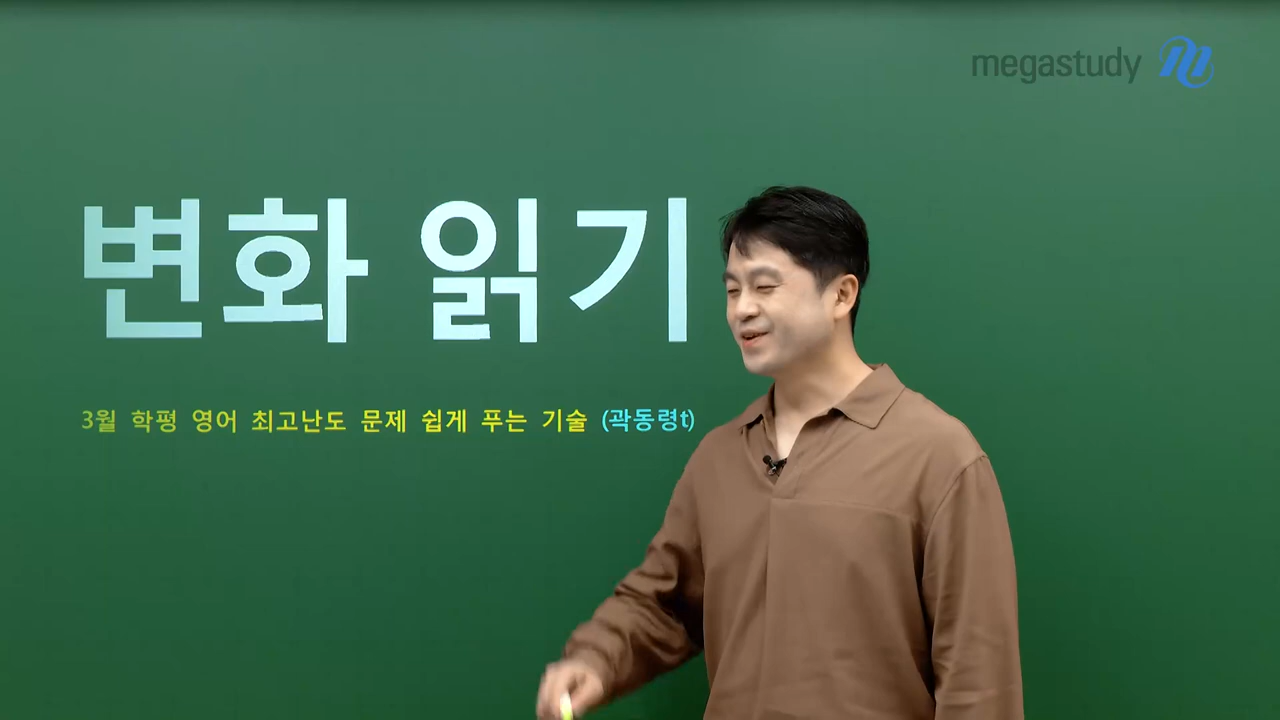 megastudy
변화 읽기
3월 학평 영어 최고난도 문제 쉽게 푸는 기술 (곽동령t)